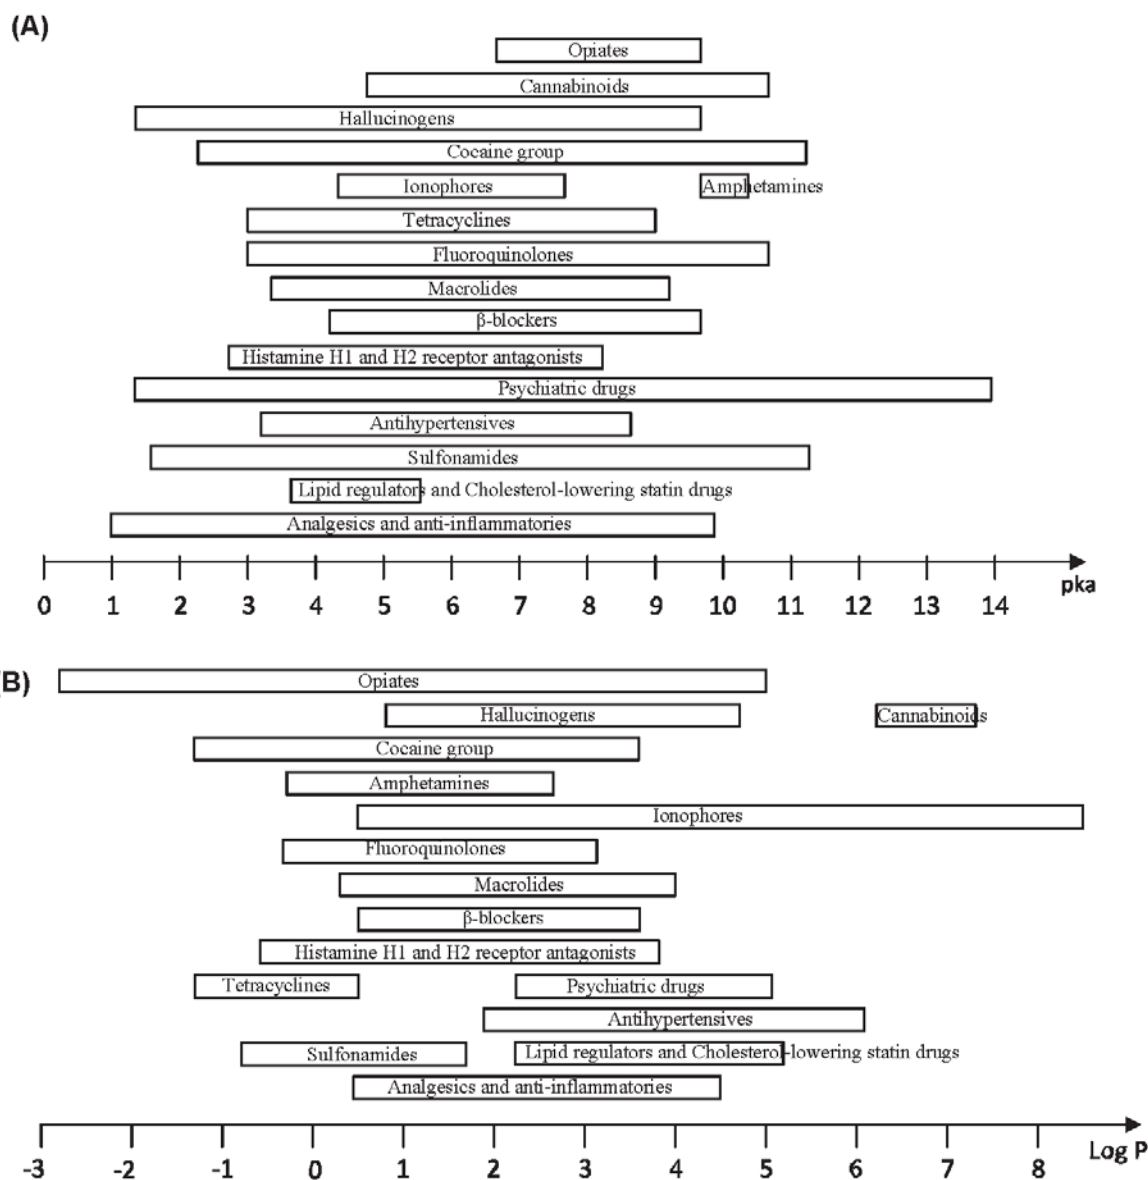 (A)
Opiates
Cannabinoids
Hallucinogens
Cocaine group
Ionophores Amphetamines
Tetracyclines
Fluoroquinolones
Macrolides
β-blockers
Histamine H1 and H2 receptor antagonists
Psychiatric drugs
Antihypertensives
Sulfonamides
Lipid regulators and Cholesterol-lowering statin drugs
Analgesics and anti-inflammatories
0 1 2 3 4 5 6 7 8 9 10 11 12 13 14 pka
(B)
Opiates
Hallucinogens Cannabinoids
Cocaine group
Amphetamines
Ionophores
Fluoroquinolones
Macrolides
β-blockers
Histamine H1 and H2 receptor antagonists
Tetracyclines Psychiatric drugs
Antihypertensives
Sulfonamides Lipid regulators and Cholesterol-lowering statin drugs
Analgesics and anti-inflammatories
-3 -2 -1 0 1 2 3 4 5 6 7 8 Log P